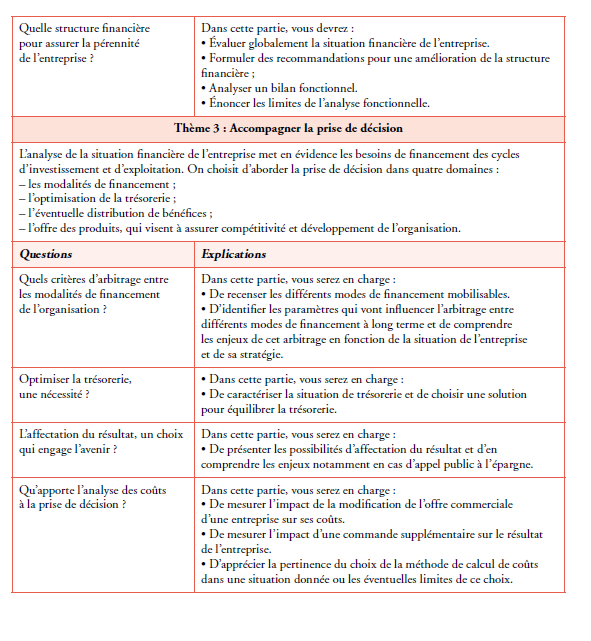 Quelle structure financière
pour assurer la pérennité
de l'entreprise ?
Dans cette partie, vous devrez :
• Évaluer globalement la situation financière de l'entreprise.
• Formuler des recommandations pour une amélioration de la structure
financière ;
• Analyser un bilan fonctionnel.
• Énoncer les limites de l'analyse fonctionnelle.
Thème 3 : Accompagner la prise de décision
L'analyse de la situation financière de l'entreprise met en évidence les besoins de financement des cycles
d'investissement et d'exploitation. On choisit d'aborder la prise de décision dans quatre domaines :
– les modalités de financement ;
– l'optimisation de la trésorerie ;
– l'éventuelle distribution de bénéfices ;
– l'offre des produits, qui visent à assurer compétitivité et développement de l'organisation.
Questions
Explications
Quels critères d'arbitrage entre
les modalités de financement
de l'organisation ?
Dans cette partie, vous serez en charge :
• De recenser les différents modes de financement mobilisables.
• D'identifier les paramètres qui vont influencer l'arbitrage entre
différents modes de financement à long terme et de comprendre
les enjeux de cet arbitrage en fonction de la situation de l'entreprise
et de sa stratégie.
Optimiser la trésorerie,
une nécessité ?
• Dans cette partie, vous serez en charge :
• De caractériser la situation de trésorerie et de choisir une solution
pour équilibrer la trésorerie.
L'affectation du résultat, un choix
qui engage l'avenir ?
Dans cette partie, vous serez en charge :
• De présenter les possibilités d'affectation du résultat et d'en
comprendre les enjeux notamment en cas d'appel public à l'épargne.
Qu'apporte l'analyse des coûts
à la prise de décision ?
Dans cette partie, vous serez en charge :
• De mesurer l'impact de la modification de l'offre commerciale
d'une entreprise sur ses coûts.
• De mesurer l'impact d'une commande supplémentaire sur le résultat
de l'entreprise.
• D'apprécier la pertinence du choix de la méthode de calcul de coûts
dans une situation donnée ou les éventuelles limites de ce choix.